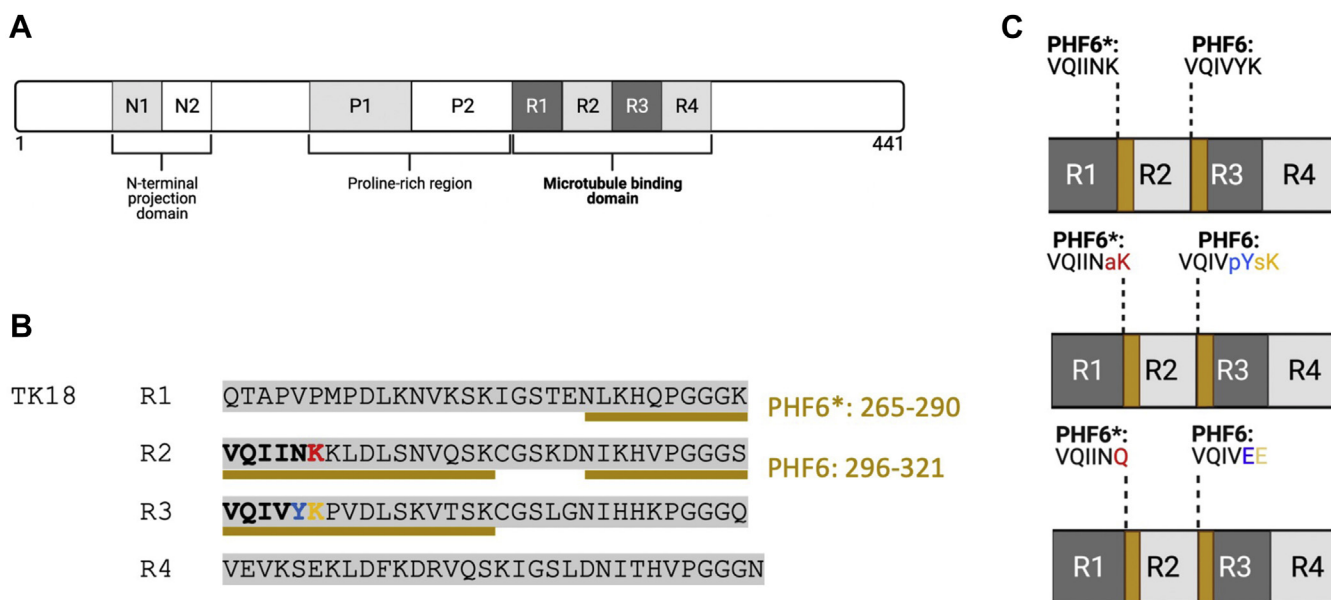 A
N1 N2 P1 P2 R1 R2 R3 R4
1 441
N-terminal
projection
domain
Proline-rich region
Microtubule binding
domain
B
TK18 R1 QTAPVPMPDLKNVKSKIGSTENLKHQPGGGK PHF6*: 265-290
R2 VQIINKKLDLSNVQSKCGSKDNIKHVPGGGS PHF6: 296-321
R3 VQIVYKPVDLSKVTSKCGSLGNIHHKPGGGQ
R4 VEVKSEKLDFKDRVQSKIGSLDNITHVPGGGN
C
PHF6*: PHF6:
VQIINK VQIVYK
R1 R2 R3 R4
PHF6*: PHF6:
VQIINaK VQIVpYsK
R1 R2 R3 R4
PHF6*: PHF6:
VQIINQ VQIVEE
R1 R2 R3 R4